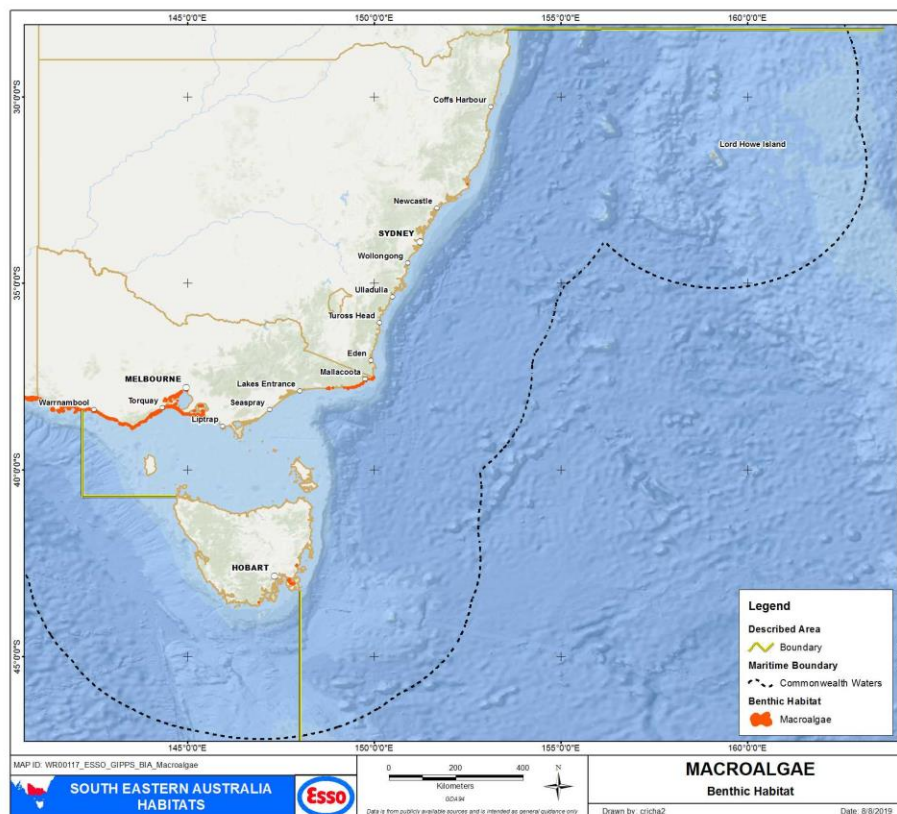 145°0'0"E 150°0'0"E 155°0'0"E 160°0'0"E
30°0'0"S
Coffs Harbour
Lord Howe Island
Newcastle
SYDNEY
Wollongong
35°0'0"S
Ulladulla
Tuross Head
Eden
Mallacoota
MELBOURNE
Lakes Entrance
Warrnambool
Torquay
Seaspray
Liptrap
40°0'0"S
HOBART
45°0'0"S
Legend
Described Area
Boundary
Maritime Boundary
Commonwealth Waters
Benthic Habitat
Macroalgae
145°0'0"E 150°0'0"E 155°0'0"E 160°0'0"E
MAP ID: WR00117_ESSO_GIPPS_BIA_Macroalgae
SOUTH EASTERN AUSTRALIA
HABITATS
Esso
0 200 400
Kilometers
GDA94
N
Data is from publicly available sources and is intended as general guidance only
MACROALGAE
Benthic Habitat
Drawn by: cricha2 Date: 8/8/2019